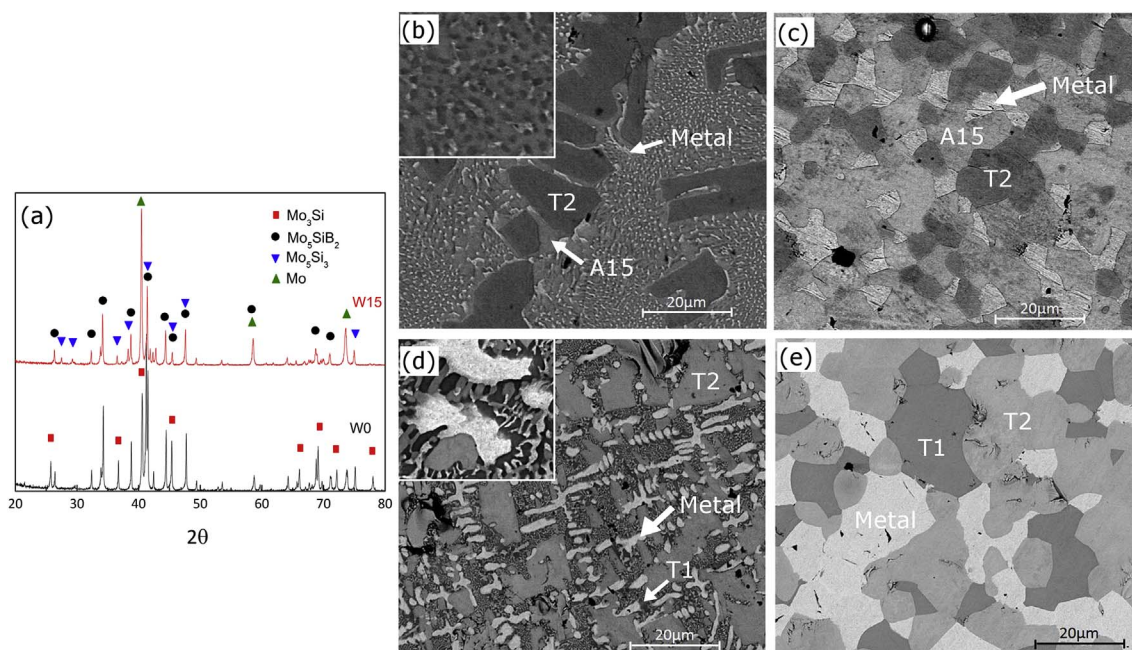 (a)
Mo₃Si
Mo₅SiB₂
Mo₅Si₃
Mo
W15
W0
20 30 40 50 60 70 80
2θ
(b)
Metal
T2
A15
20μm
(c)
Metal
A15
T2
20μm
(d)
T2
Metal
T1
20μm
(e)
T1
T2
Metal
20μm